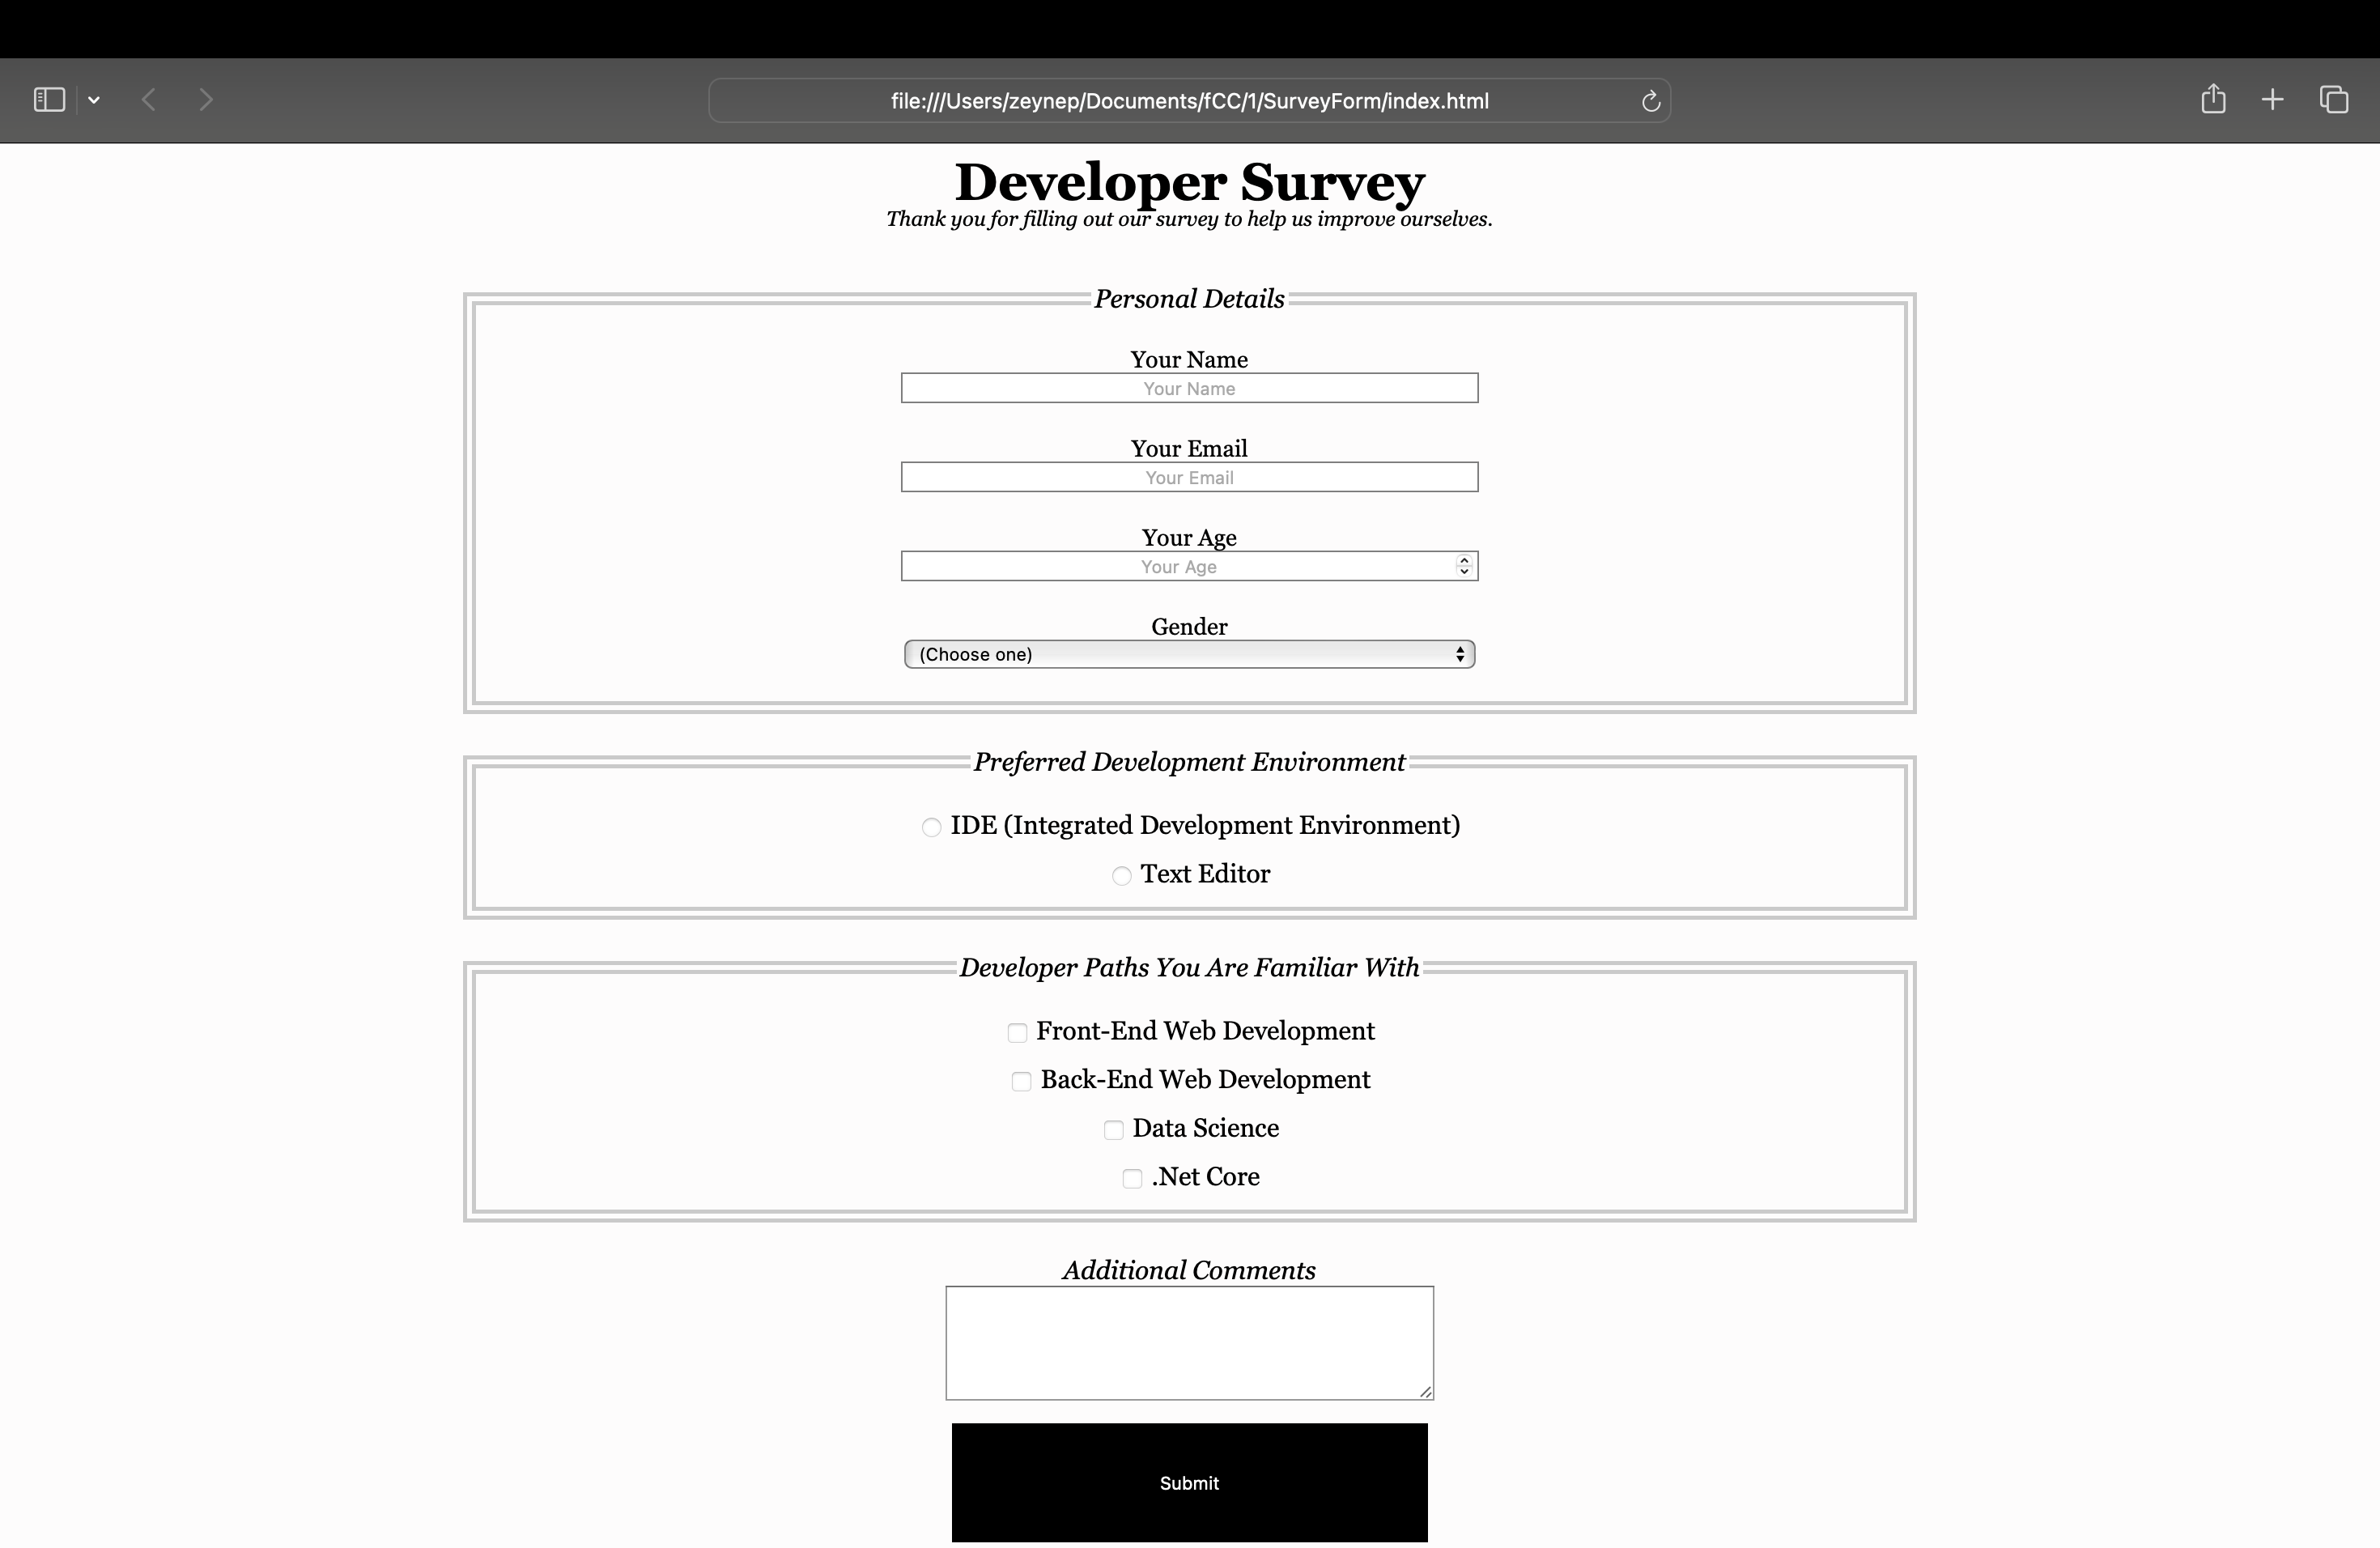 file:///Users/zeynep/Documents/fCC/1/SurveyForm/index.html
Developer Survey
Thank you for filling out our survey to help us improve ourselves.
Personal Details
Your Name
Your Name
Your Email
Your Email
Your Age
Your Age
Gender
(Choose one)
Preferred Development Environment
IDE (Integrated Development Environment)
Text Editor
Developer Paths You Are Familiar With
Front-End Web Development
Back-End Web Development
Data Science
.Net Core
Additional Comments
Submit